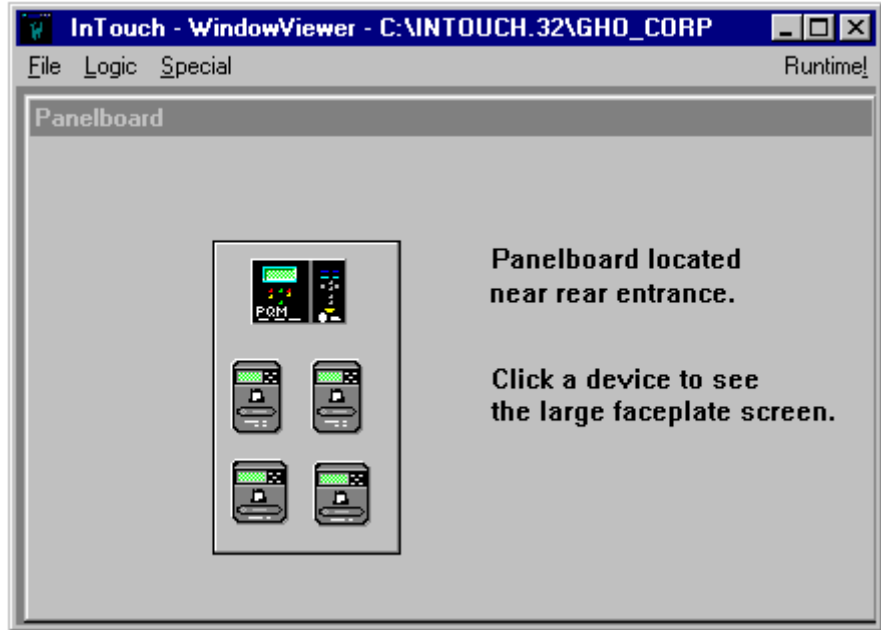 InTouch - WindowViewer - C:\INTOUCH.32\GHO_CORP
File Logic Special Runtime!
Panelboard
Panelboard located
near rear entrance.
PQM
Click a device to see
the large faceplate screen.